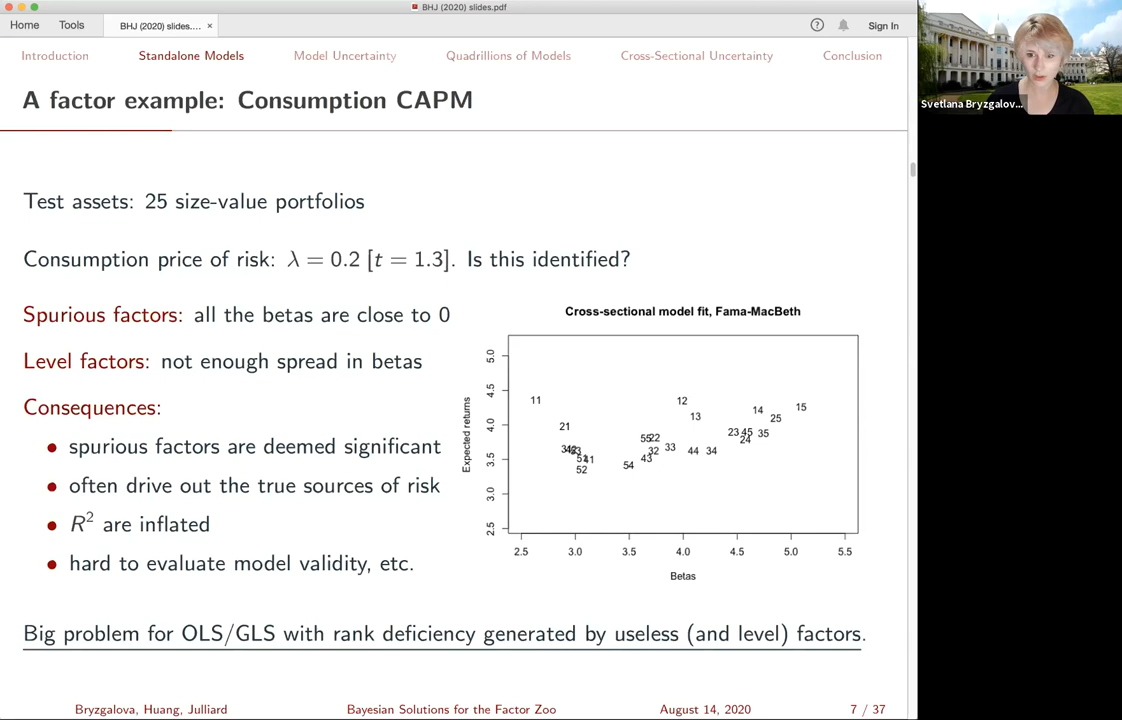 BHJ (2020) slides.pdf
Home Tools BHJ (2020) slides.... × Sign In
Introduction Standalone Models Model Uncertainty Quadrillions of Models Cross-Sectional Uncertainty Conclusion
A factor example: Consumption CAPM
Svetlana Bryzgalov...
Test assets: 25 size-value portfolios
Consumption price of risk: λ = 0.2 [t = 1.3]. Is this identified?
Spurious factors: all the betas are close to 0
Level factors: not enough spread in betas
Consequences:
• spurious factors are deemed significant
• often drive out the true sources of risk
• R² are inflated
• hard to evaluate model validity, etc.
Cross-sectional model fit, Fama-MacBeth
Expected returns
5.0
4.5
4.0
3.5
3.0
2.5
11
12
15
14
13
25
21
23 45 35
24
55 22
33
32
44 34
43
41
54
52
2.5 3.0 3.5 4.0 4.5 5.0 5.5
Betas
Big problem for OLS/GLS with rank deficiency generated by useless (and level) factors.
Bryzgalova, Huang, Julliard Bayesian Solutions for the Factor Zoo August 14, 2020 7 / 37